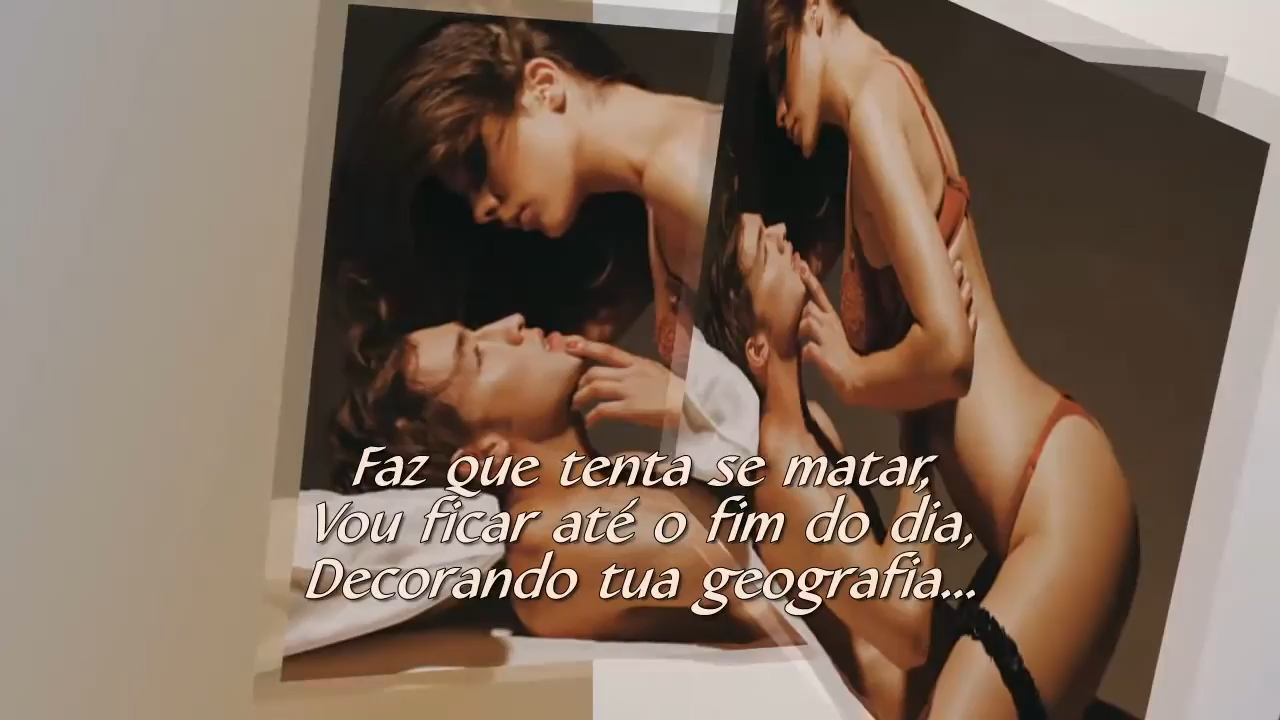 Faz que tenta se matar,
Vou ficar até o fim do dia,
Decorando tua geografia...